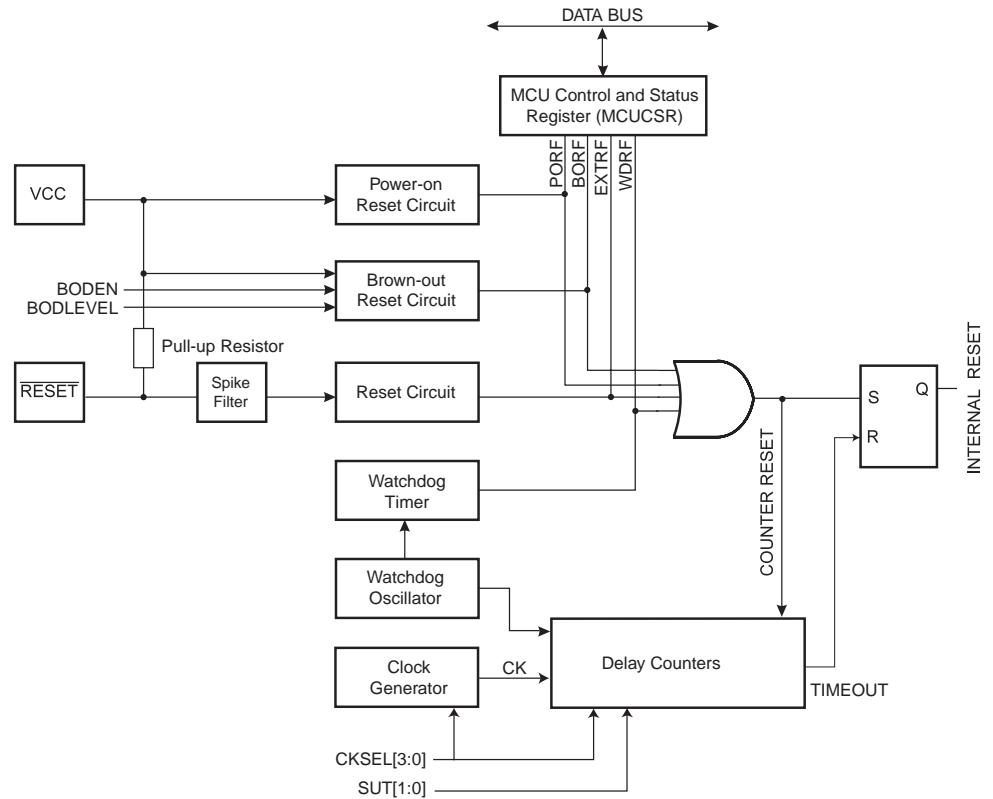 DATA BUS
MCU Control and Status
Register (MCUCSR)
PORF
BORF
EXTRF
WDRF
VCC
Power-on
Reset Circuit
BODEN
BODLEVEL
Brown-out
Reset Circuit
Pull-up Resistor
RESET
Spike
Filter
Reset Circuit
S
Q
R
INTERNAL RESET
COUNTER RESET
Watchdog
Timer
Watchdog
Oscillator
Clock
Generator
CK
Delay Counters
TIMEOUT
CKSEL[3:0]
SUT[1:0]